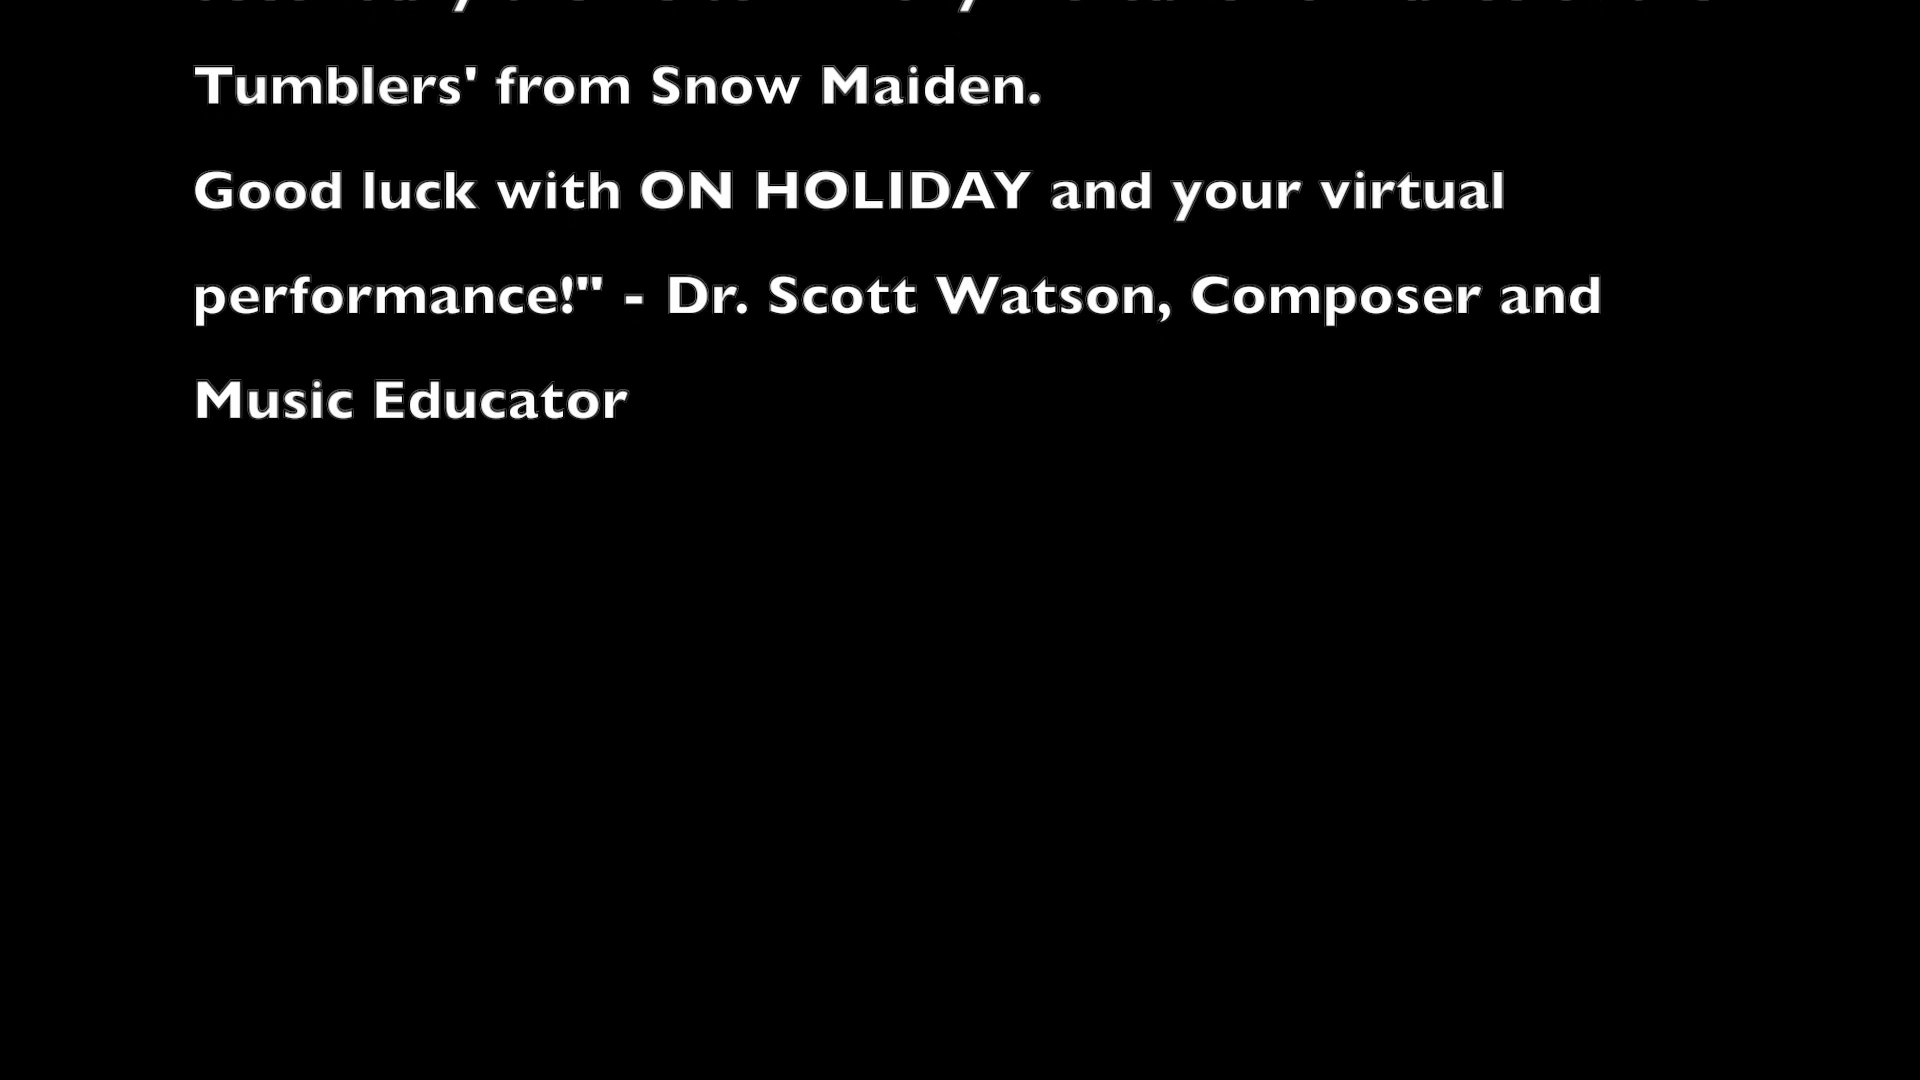 Tumblers' from Snow Maiden.
Good luck with ON HOLIDAY and your virtual
performance!" - Dr. Scott Watson, Composer and
Music Educator